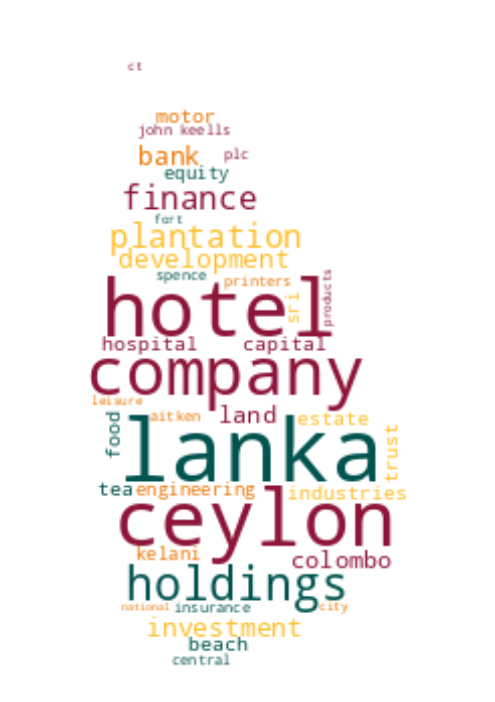 ct
motor
john keells
bank
plc
equity
finance
fort
plantation
development
spence
printers
products
sri
hotel
hospital
capital
company
leisure
aitken
land
food
estate
lanka
trust
tea
engineering
industries
ceylon
kelani
colombo
holdings
national
insurance
city
investment
beach
central